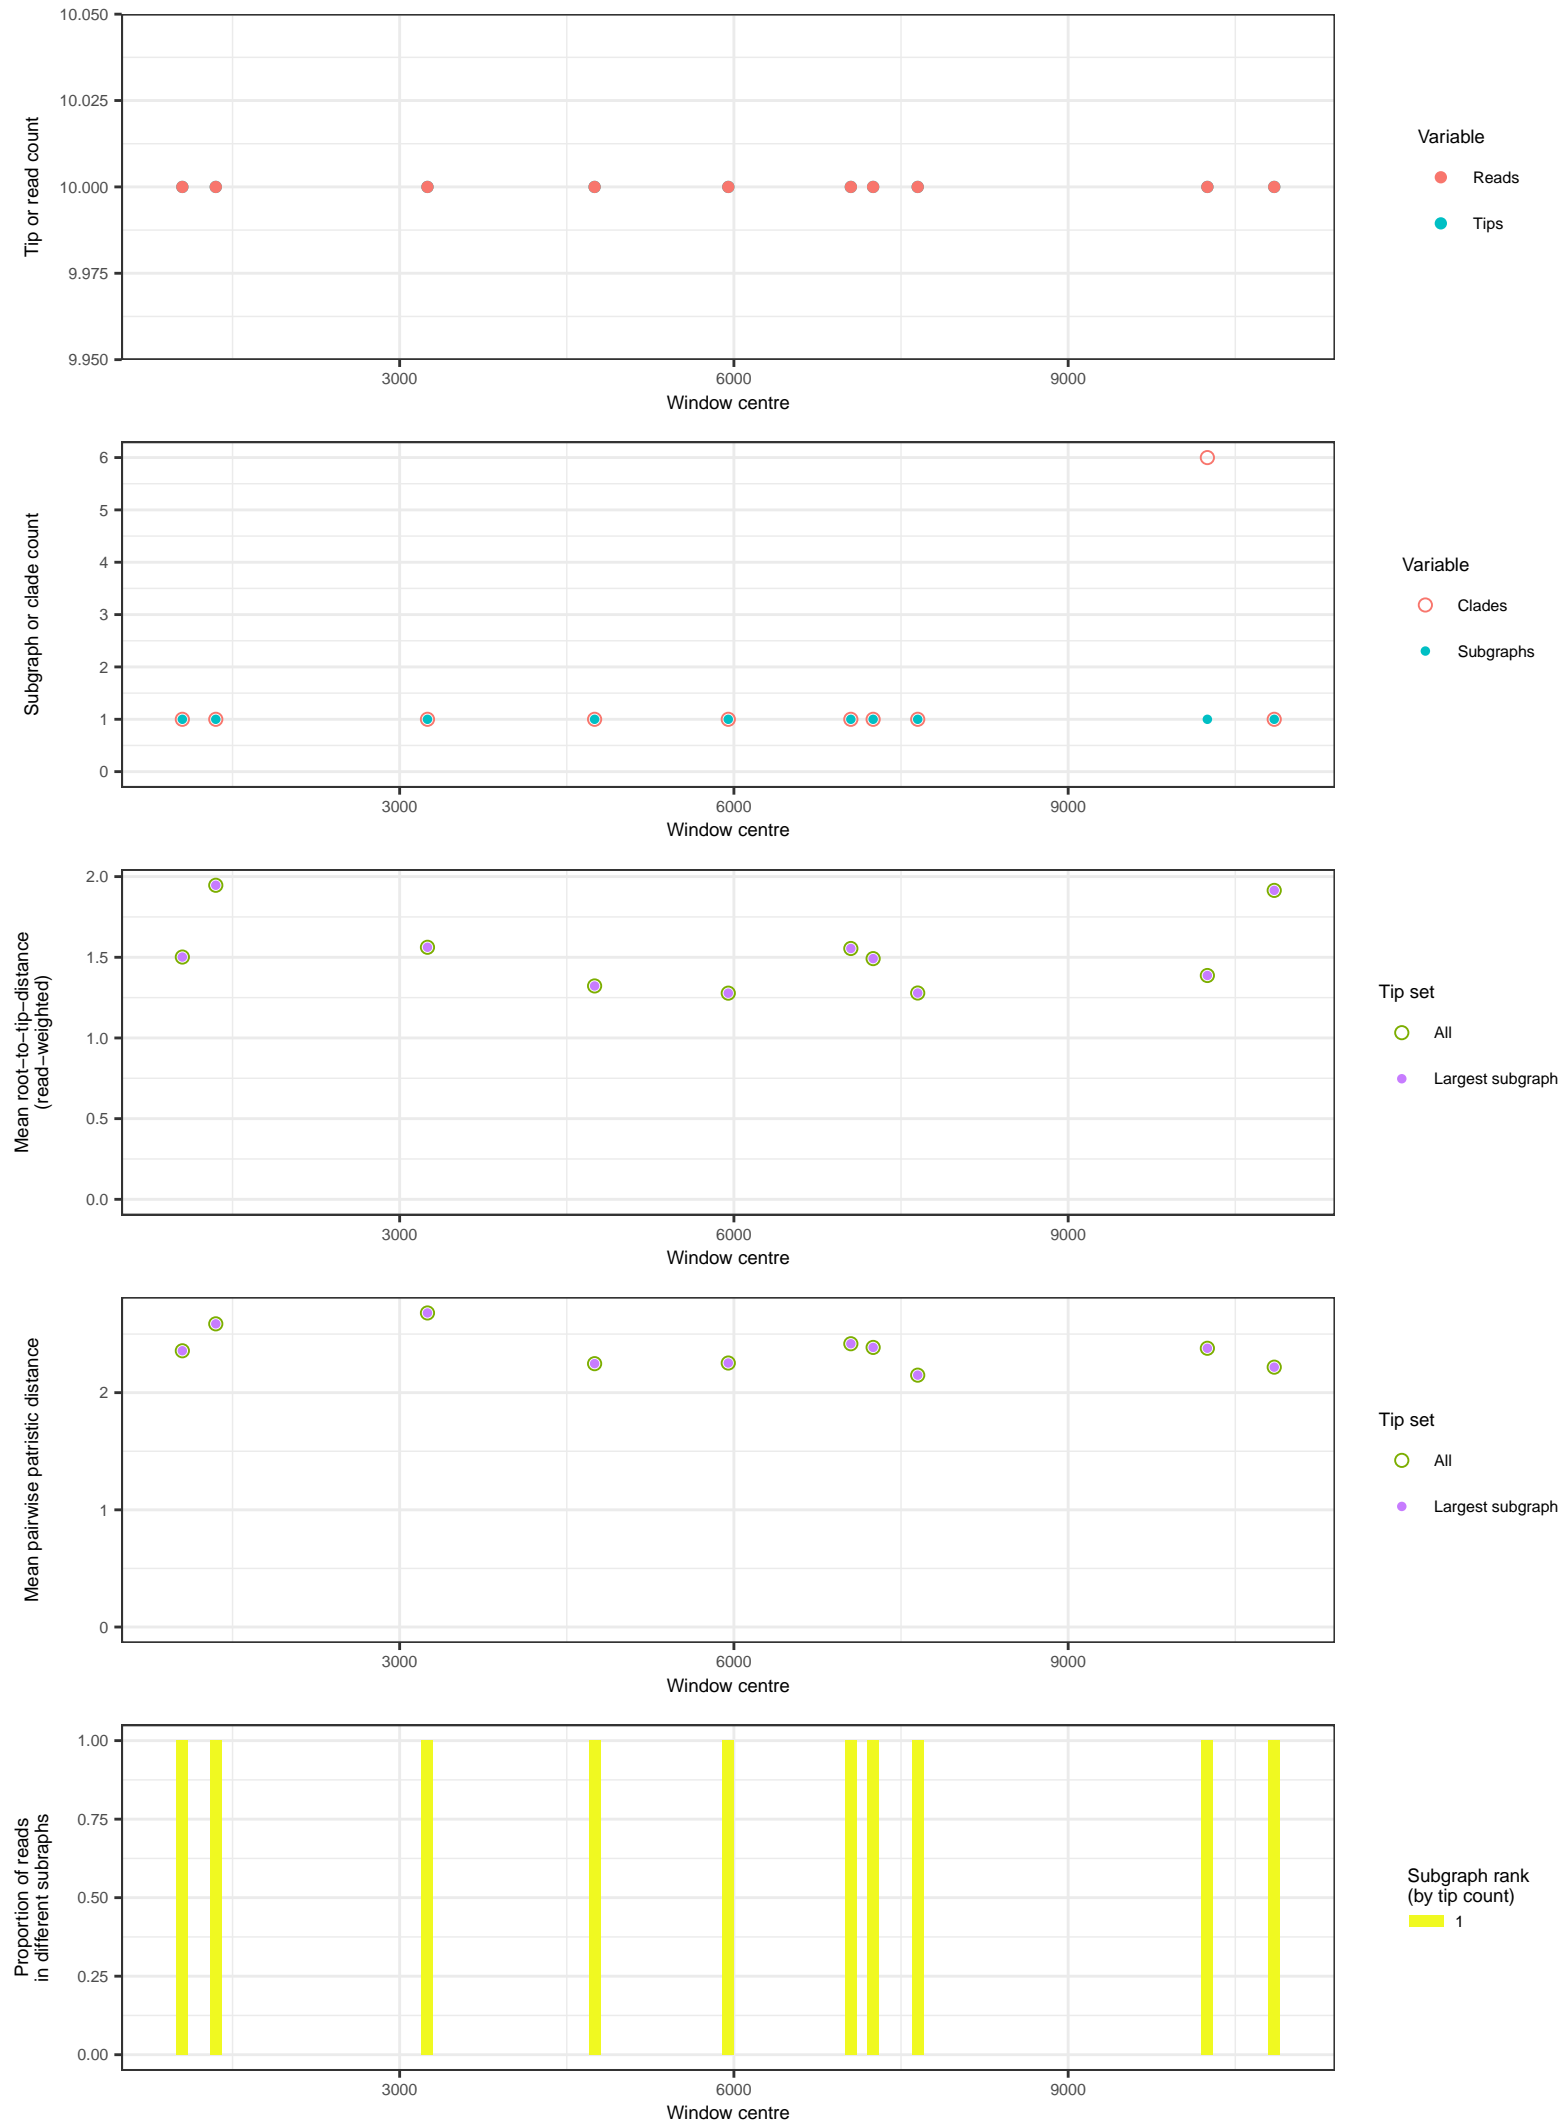 10.050
10.025
10.000
9.975
9.950
Tip or read count
3000
6000
9000
Window centre
Variable
Reads
Tips
6
5
4
3
2
1
0
Subgraph or clade count
3000
6000
9000
Window centre
Variable
Clades
Subgraphs
2.0
1.5
1.0
0.5
0.0
Mean root−to−tip−distance
(read−weighted)
3000
6000
9000
Window centre
Tip set
All
Largest subgraph
2
1
0
Mean pairwise patristic distance
3000
6000
9000
Window centre
Tip set
All
Largest subgraph
1.00
0.75
0.50
0.25
0.00
Proportion of reads
in different subraphs
3000
6000
9000
Window centre
Subgraph rank
(by tip count)
1